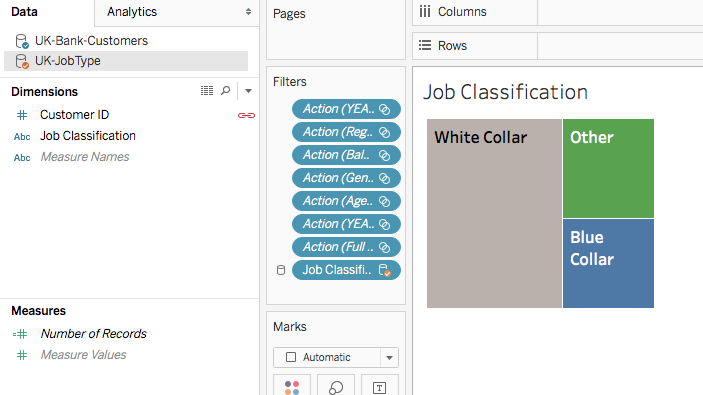 Data
Analytics
UK-Bank-Customers
UK-JobType
Dimensions
Customer ID
Abc Job Classification
Abc Measure Names
Measures
Number of Records
Measure Values
Pages
Filters
Action (YEA..
Action (Reg..
Action (Bal..
Action (Gen..
Action (Age..
Action (YEA..
Action (Full ..
Job Classifi..
Marks
Automatic
T
Columns
Rows
Job Classification
White Collar
Other
Blue
Collar